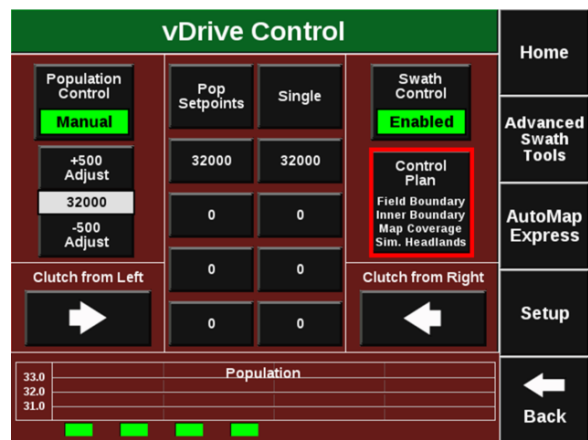 vDrive Control
Home
Population
Control
Manual
Pop
Setpoints
Single
Swath
Control
Enabled
Advanced
Swath
Tools
+500
Adjust
32000
-500
Adjust
32000
32000
0
0
0
0
0
0
Control
Plan
Field Boundary
Inner Boundary
Map Coverage
Sim. Headlands
AutoMap
Express
Clutch from Left
Clutch from Right
Setup
Population
33.0
32.0
31.0
Back